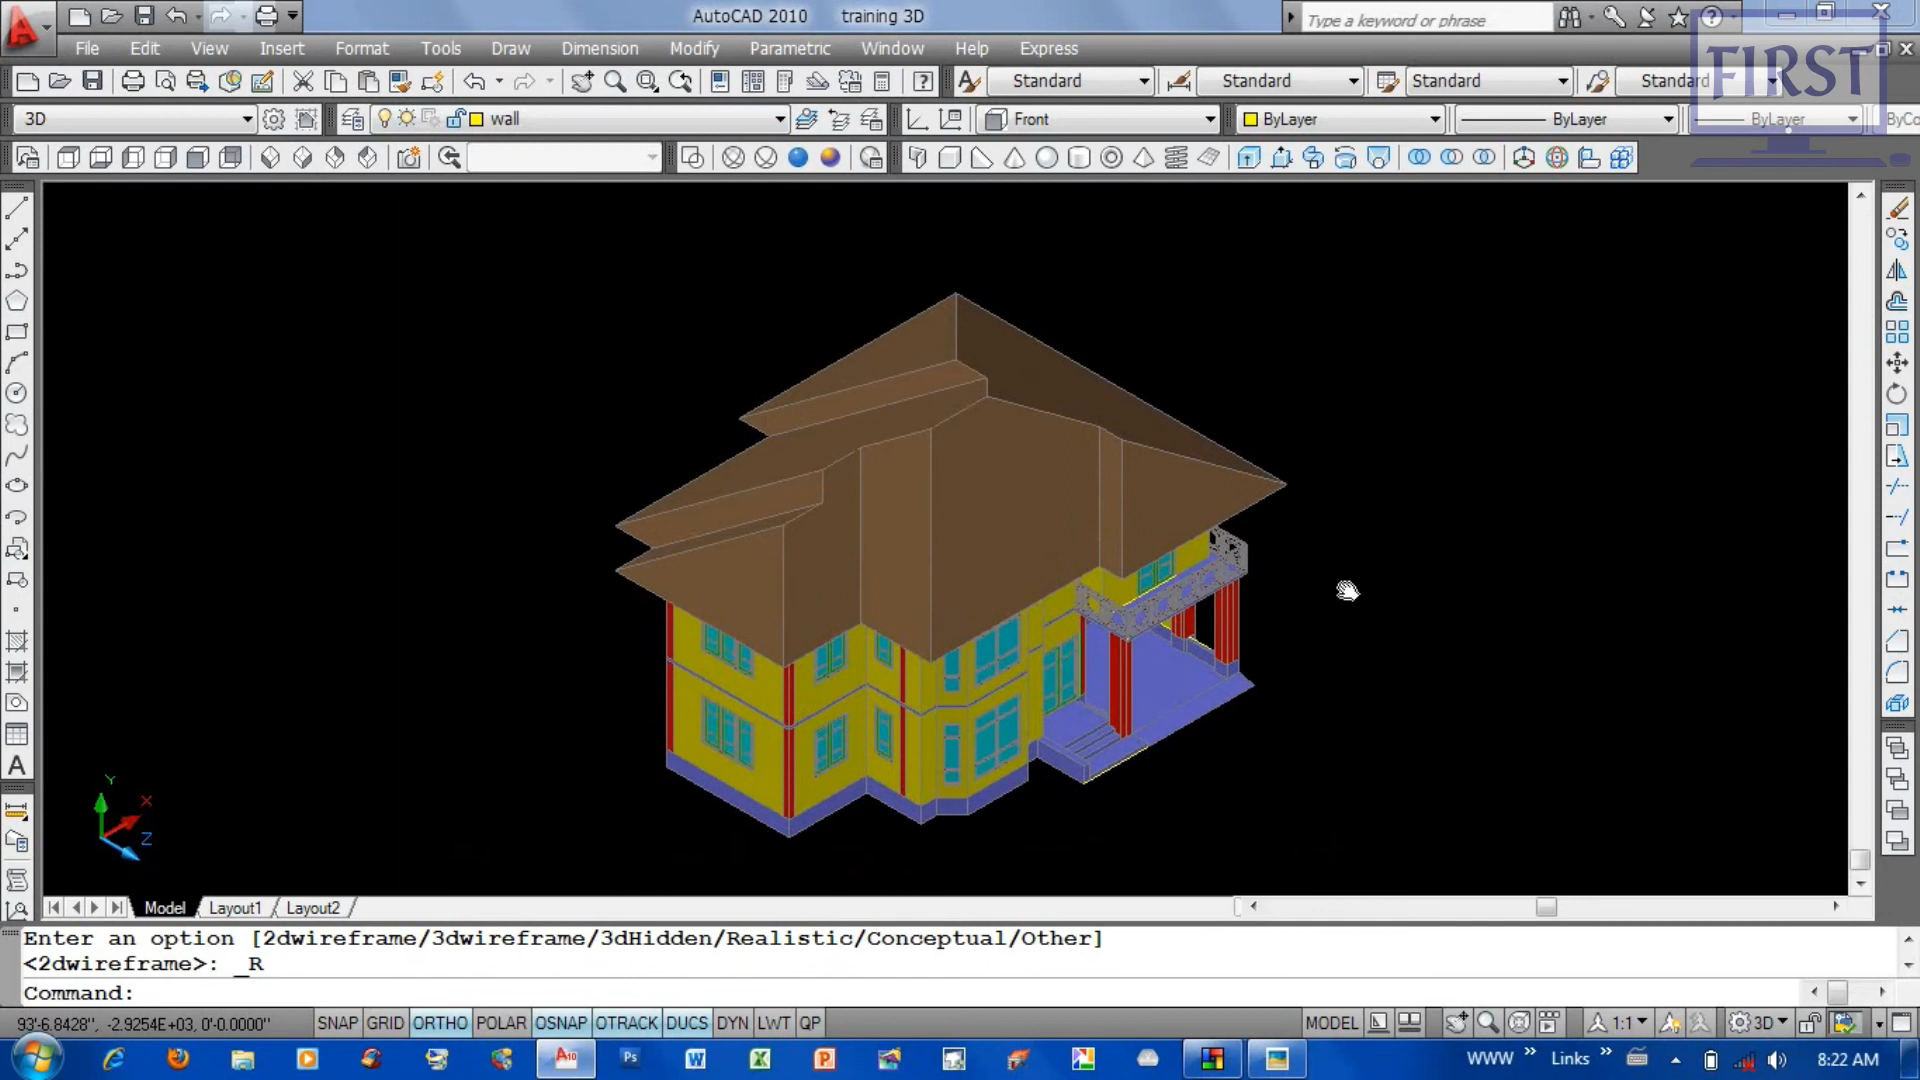 AutoCAD 2010 training 3D
Type a keyword or phrase
File Edit View Insert Format Tools Draw Dimension Modify Parametric Window Help Express
FIRST
Standard Standard Standard Standard
3D wall Front ByLayer ByLayer ByLayer ByCo
Y
X
Z
Model Layout1 Layout2
Enter an option [2dwireframe/3dwireframe/3dHidden/Realistic/Conceptual/Other]
<2dwireframe>: _R
Command:
93'-6.8428", -2.9254E+03, 0'-0.0000" SNAP GRID ORTHO POLAR OSNAP OTRACK DUCS DYN LWT QP MODEL 1:1 3D
WWW » Links » 8:22 AM